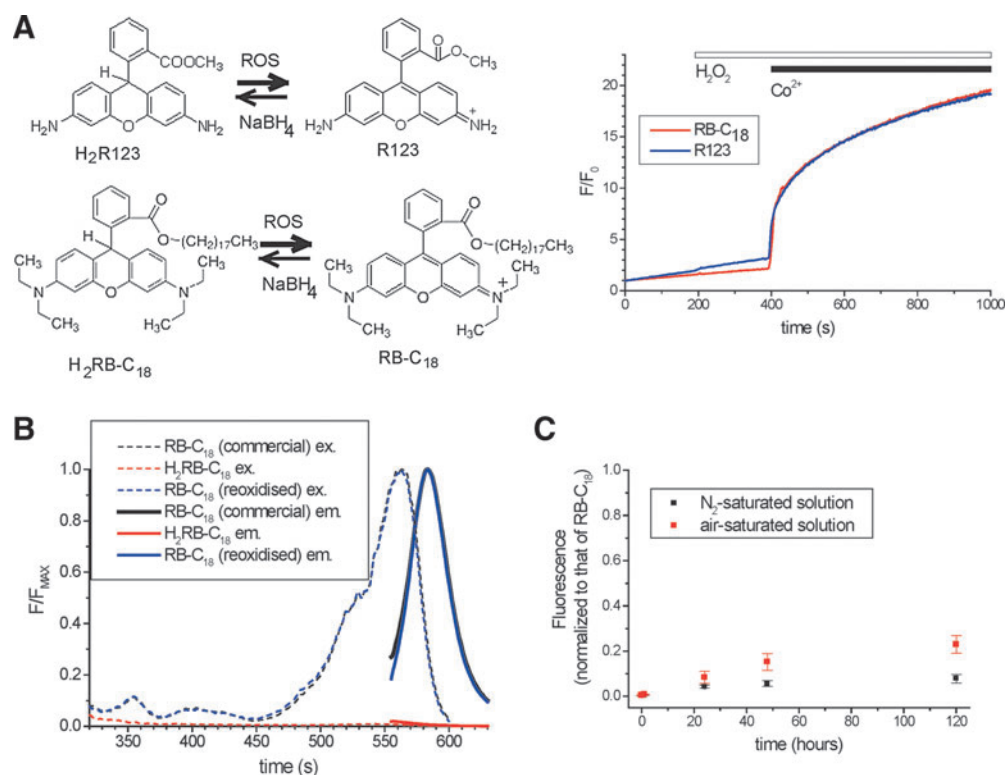 A
COOCH₃
H
H₂N
O
NH₂
H₂R123
ROS
NaBH₄
O
O
CH₃
H₂N
O
NH₂
+
R123
O
H
O-(CH₂)₁₇CH₃
CH₃
N
O
N
CH₃
CH₃
H₃C
H₂RB-C₁₈
ROS
NaBH₄
O
O-(CH₂)₁₇CH₃
CH₃
CH₃
N
O
N
+
CH₃
H₃C
RB-C₁₈
H₂O₂
Co²⁺
RB-C₁₈
R123
F/F₀
20
15
10
5
0
0 200 400 600 800 1000
time (s)
B
RB-C₁₈ (commercial) ex.
H₂RB-C₁₈ ex.
RB-C₁₈ (reoxidised) ex.
RB-C₁₈ (commercial) em.
H₂RB-C₁₈ em.
RB-C₁₈ (reoxidised) em.
F/F_MAX
1.0
0.8
0.6
0.4
0.2
0.0
350 400 450 500 550 600
time (s)
C
N₂-saturated solution
air-saturated solution
Fluorescence
(normalized to that of RB-C₁₈)
1.0
0.8
0.6
0.4
0.2
0.0
0 20 40 60 80 100 120
time (hours)